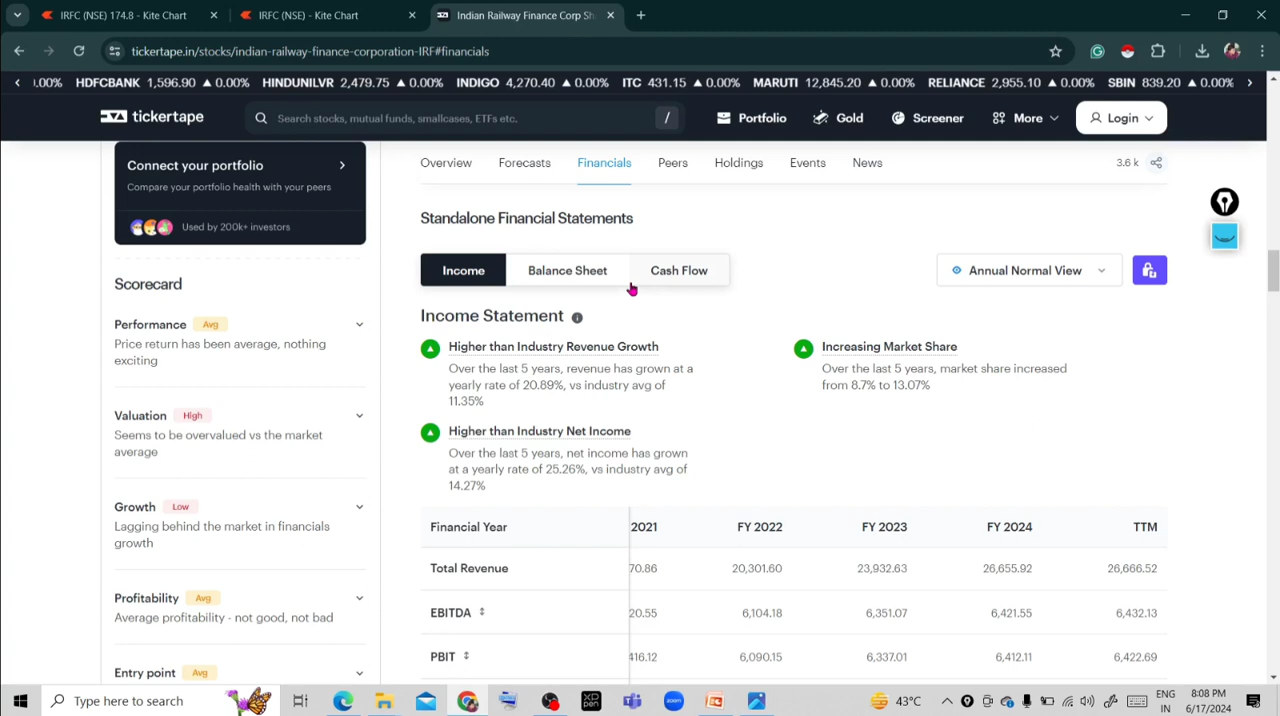 IRFC (NSE) 174.8 - Kite Chart
IRFC (NSE) - Kite Chart
Indian Railway Finance Corp Sh
tickertape.in/stocks/indian-railway-finance-corporation-IRF#financials
0.00% HDFCBANK 1,596.90 ▲ 0.00% HINDUNILVR 2,479.75 ▲ 0.00% INDIGO 4,270.40 ▲ 0.00% ITC 431.15 ▲ 0.00% MARUTI 12,845.20 ▲ 0.00% RELIANCE 2,955.10 ▲ 0.00% SBIN 839.20 ▲ 0.00%
tickertape
Search stocks, mutual funds, smallcases, ETFs etc.
/
Portfolio
Gold
Screener
More
Login
Connect your portfolio
Compare your portfolio health with your peers
Used by 200k+ investors
Scorecard
Performance Avg
Price return has been average, nothing
exciting
Valuation High
Seems to be overvalued vs the market
average
Growth Low
Lagging behind the market in financials
growth
Profitability Avg
Average profitability - not good, not bad
Entry point Avg
Overview Forecasts Financials Peers Holdings Events News
3.6 k
Standalone Financial Statements
Income Balance Sheet Cash Flow
Annual Normal View
Income Statement
Higher than Industry Revenue Growth
Over the last 5 years, revenue has grown at a
yearly rate of 20.89%, vs industry avg of
11.35%
Increasing Market Share
Over the last 5 years, market share increased
from 8.7% to 13.07%
Higher than Industry Net Income
Over the last 5 years, net income has grown
at a yearly rate of 25.26%, vs industry avg of
14.27%
Financial Year 2021 FY 2022 FY 2023 FY 2024 TTM
Total Revenue 70.86 20,301.60 23,932.63 26,655.92 26,666.52
EBITDA 20.55 6,104.18 6,351.07 6,421.55 6,432.13
PBIT 416.12 6,090.15 6,337.01 6,412.11 6,422.69
Type here to search
XP
PEN
zoom
43°C
ENG
IN
8:08 PM
6/17/2024